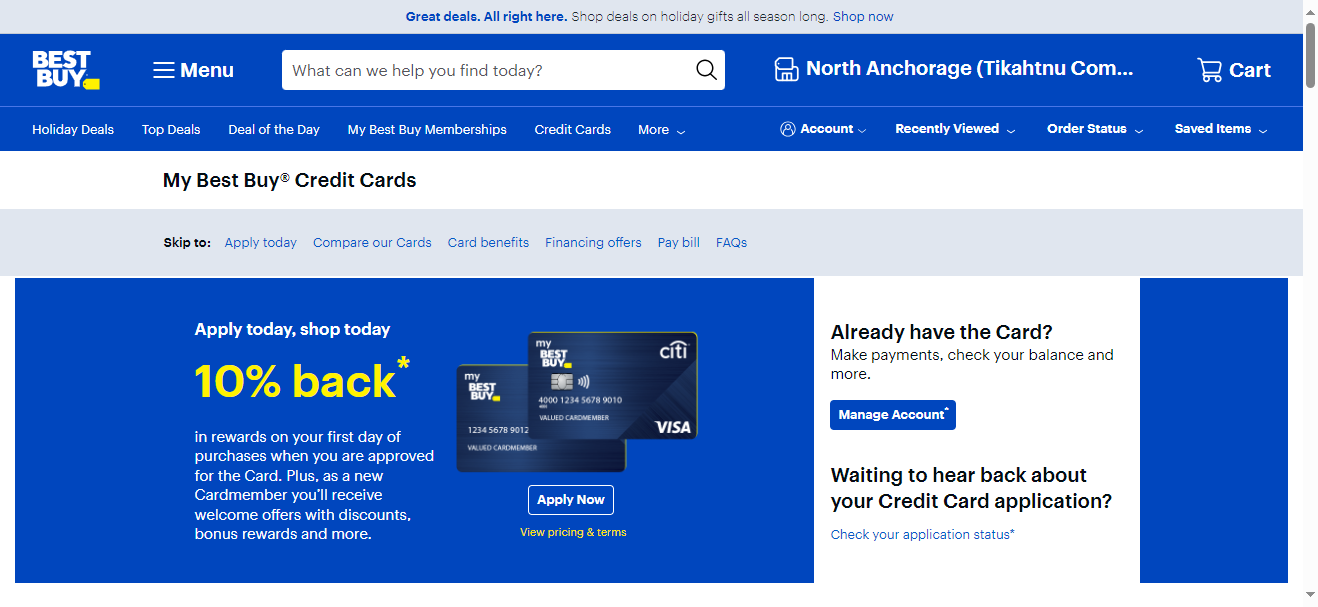 Great deals. All right here. Shop deals on holiday gifts all season long. Shop now
BEST BUY
Menu
What can we help you find today?
North Anchorage (Tikahtnu Com...
Cart
Holiday Deals
Top Deals
Deal of the Day
My Best Buy Memberships
Credit Cards
More
Account
Recently Viewed
Order Status
Saved Items
My Best Buy® Credit Cards
Skip to: Apply today Compare our Cards Card benefits Financing offers Pay bill FAQs
Apply today, shop today
10% back*
in rewards on your first day of
purchases when you are approved
for the Card. Plus, as a new
Cardmember you'll receive
welcome offers with discounts,
bonus rewards and more.
my
BEST
BUY
1234 5678 9012
VALUED CARDMEMBER
my
BEST
BUY
citi
4000 1234 5678 9010
VALUED CARDMEMBER
VISA
Apply Now
View pricing & terms
Already have the Card?
Make payments, check your balance and
more.
Manage Account*
Waiting to hear back about
your Credit Card application?
Check your application status*